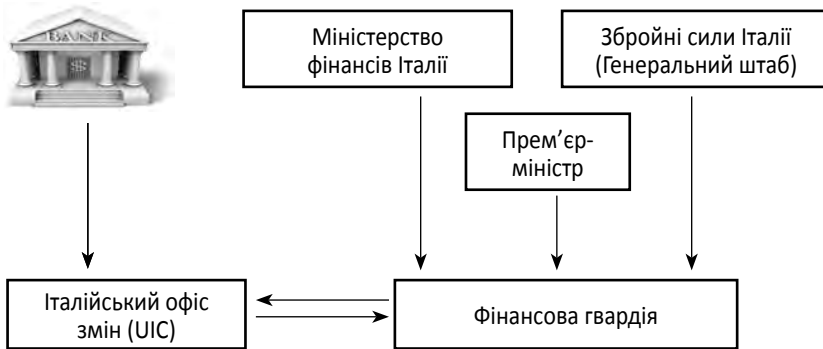 BANK
$
Міністерство
фінансів Італії
Збройні сили Італії
(Генеральний штаб)
Прем’єр-
міністр
Італійський офіс
змін (UIC)
Фінансова гвардія